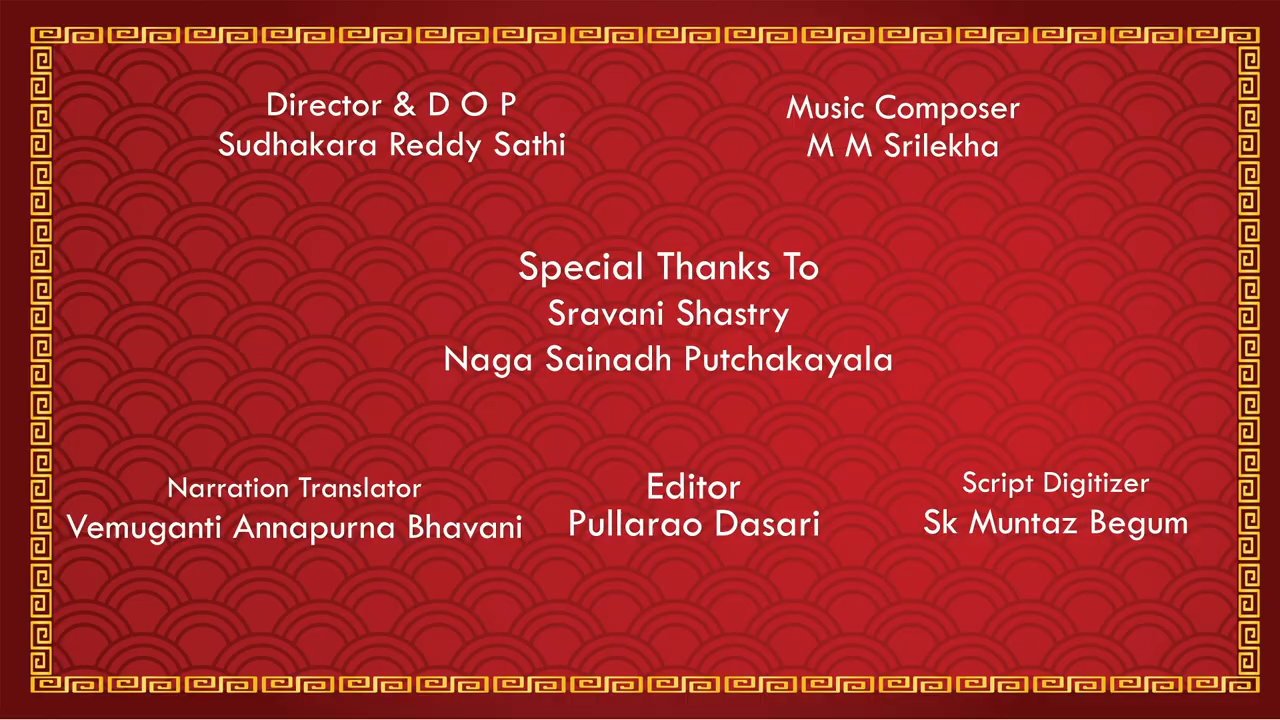 Director & D O P
Sudhakara Reddy Sathi
Music Composer
M M Srilekha
Special Thanks To
Sravani Shastry
Naga Sainadh Putchakayala
Narration Translator
Vemuganti Annapurna Bhavani
Editor
Pullarao Dasari
Script Digitizer
Sk Muntaz Begum